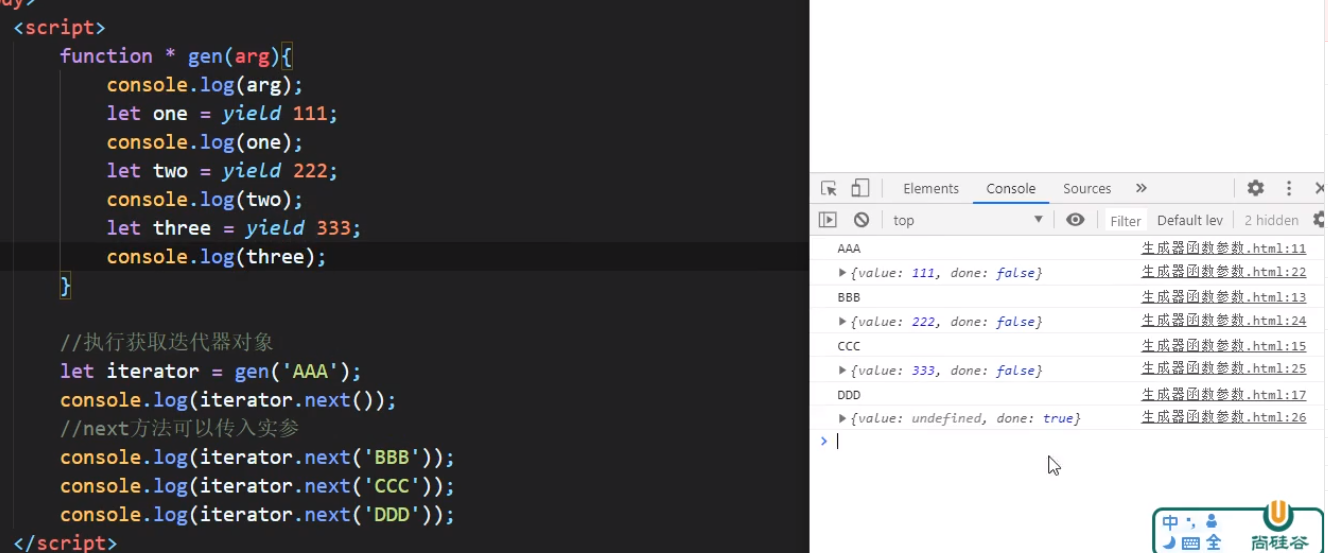 <script>
function * gen(arg){
console.log(arg);
let one = yield 111;
console.log(one);
let two = yield 222;
console.log(two);
let three = yield 333;
console.log(three);
}
//执行获取迭代器对象
let iterator = gen('AAA');
console.log(iterator.next());
//next方法可以传入实参
console.log(iterator.next('BBB'));
console.log(iterator.next('CCC'));
console.log(iterator.next('DDD'));
</script>
Elements Console Sources »
top Filter Default lev 2 hidden
AAA 生成器函数参数.html:11
{value: 111, done: false} 生成器函数参数.html:22
BBB 生成器函数参数.html:13
{value: 222, done: false} 生成器函数参数.html:24
CCC 生成器函数参数.html:15
{value: 333, done: false} 生成器函数参数.html:25
DDD 生成器函数参数.html:17
{value: undefined, done: true} 生成器函数参数.html:26
中
全
尚硅谷